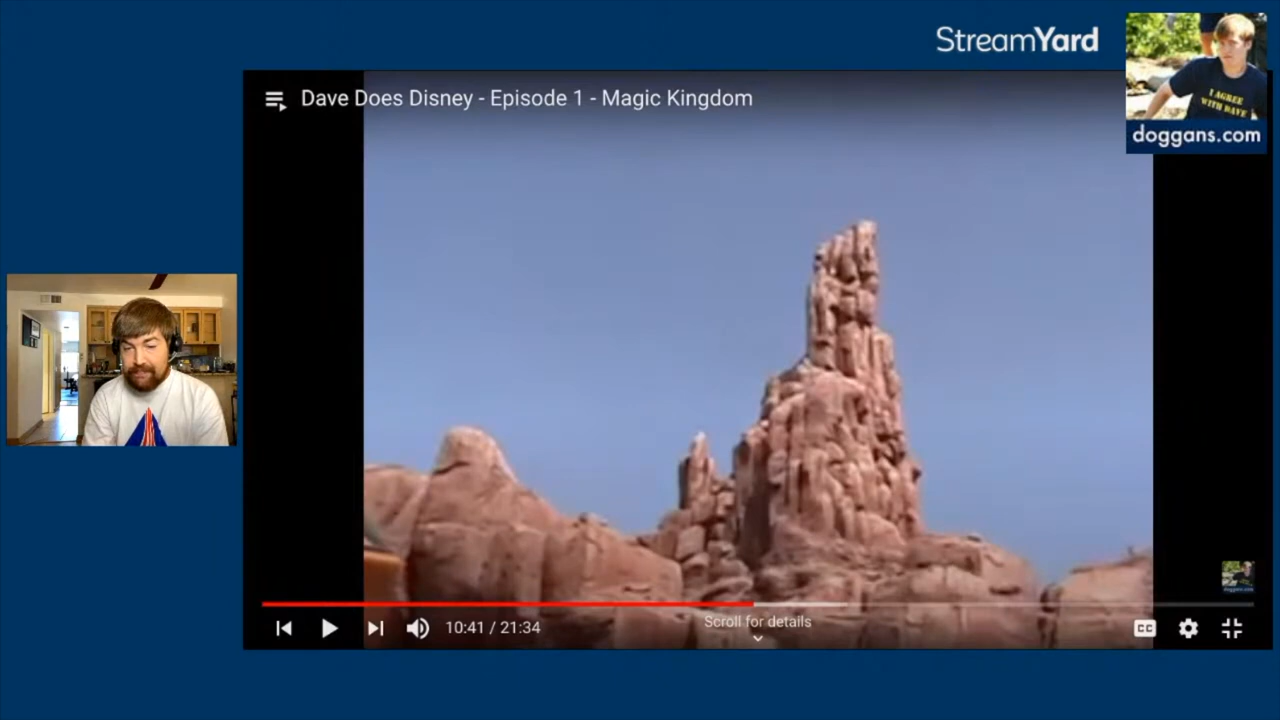 StreamYard
Dave Does Disney - Episode 1 - Magic Kingdom
I AGREE
WITH DAVE
doggans.com
10:41 / 21:34
Scroll for details
CC